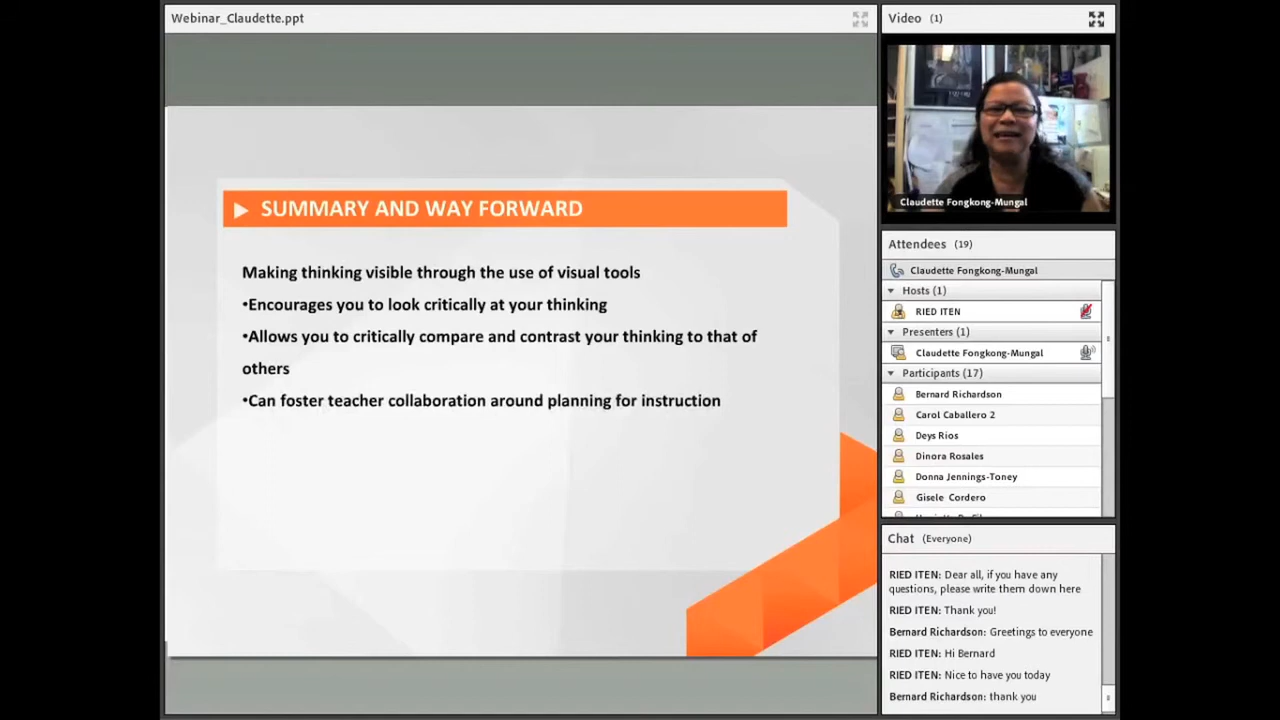 Webinar_Claudette.ppt
SUMMARY AND WAY FORWARD
Making thinking visible through the use of visual tools
•Encourages you to look critically at your thinking
•Allows you to critically compare and contrast your thinking to that of
others
•Can foster teacher collaboration around planning for instruction
Video (1)
Claudette Fongkong-Mungal
Attendees (19)
Claudette Fongkong-Mungal
Hosts (1)
RIED ITEN
Presenters (1)
Claudette Fongkong-Mungal
Participants (17)
Bernard Richardson
Carol Caballero 2
Deys Rios
Dinora Rosales
Donna Jennings-Toney
Gisele Cordero
Chat (Everyone)
RIED ITEN: Dear all, if you have any
questions, please write them down here
RIED ITEN: Thank you!
Bernard Richardson: Greetings to everyone
RIED ITEN: Hi Bernard
RIED ITEN: Nice to have you today
Bernard Richardson: thank you